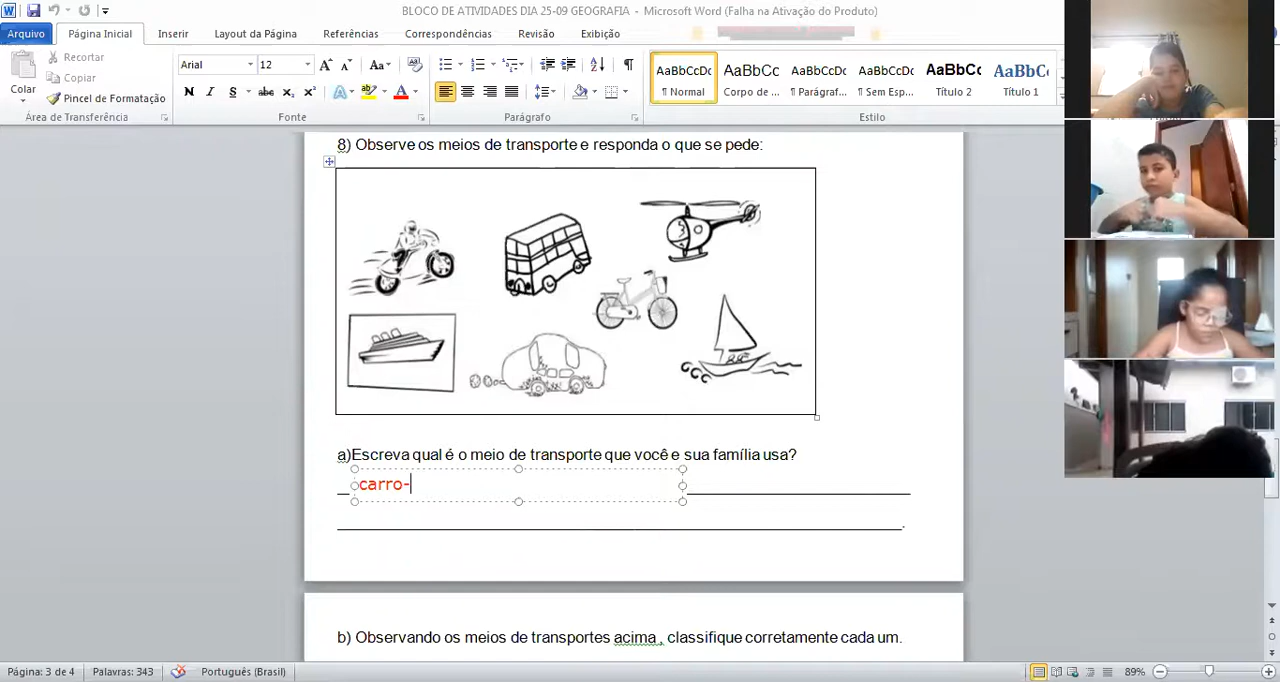 BLOCO DE ATIVIDADES DIA 25-09 GEOGRAFIA - Microsoft Word (Falha na Ativação do Produto)
Arquivo Página Inicial Inserir Layout da Página Referências Correspondências Revisão Exibição
Colar
Recortar
Copiar
Pincel de Formatação
Área de Transferência
Arial 12
Fonte
Parágrafo
AaBbCcDc AaBbCc AaBbCcDc AaBbCcDc AaBbCc AaBbCc
¶ Normal Corpo de ... ¶ Parágraf... ¶ Sem Esp... Título 2 Título 1
Estilo
8) Observe os meios de transporte e responda o que se pede:
a)Escreva qual é o meio de transporte que você e sua família usa?
carro-
b) Observando os meios de transportes acima , classifique corretamente cada um.
Página: 3 de 4 Palavras: 343 Português (Brasil) 89%